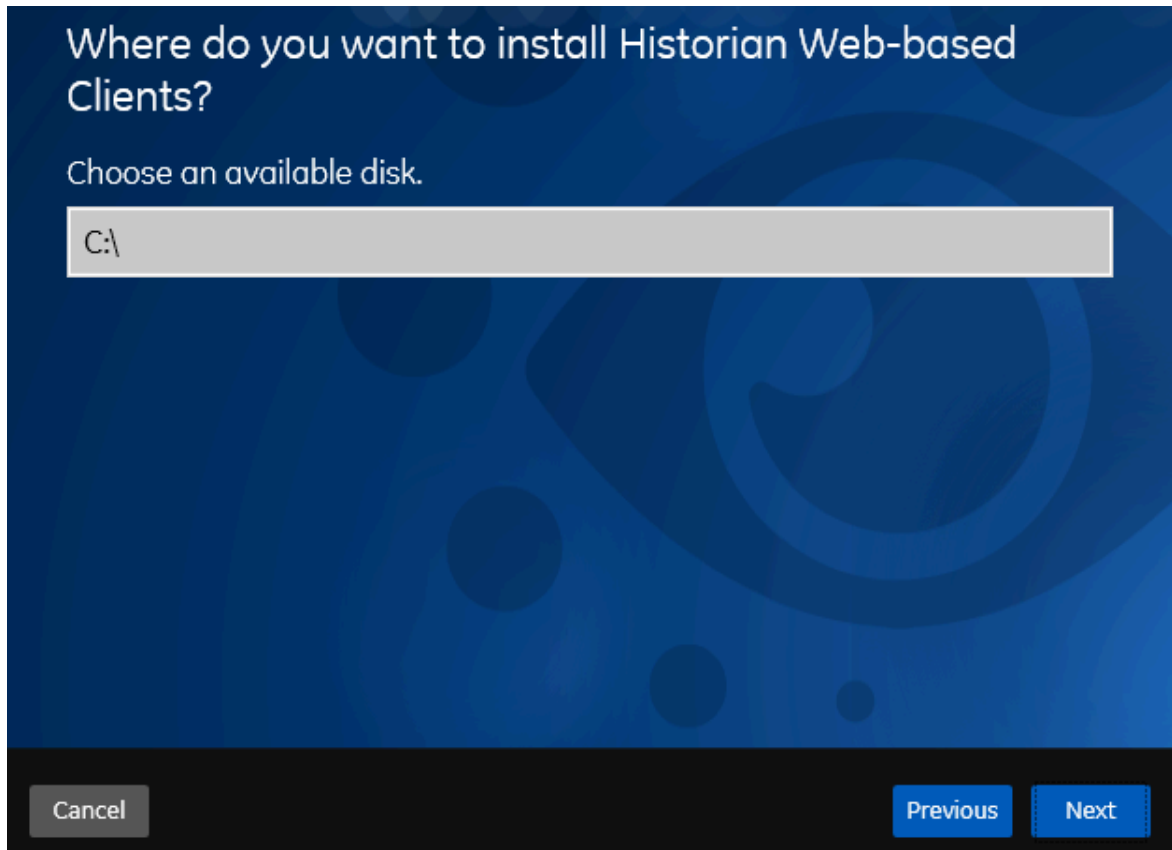 Where do you want to install Historian Web-based
Clients?
Choose an available disk.
C:\
Cancel
Previous
Next